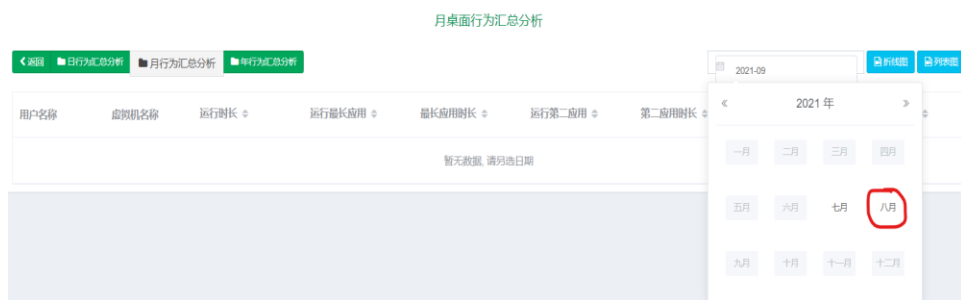 月桌面行为汇总分析
返回 日行为汇总分析 月行为汇总分析 年行为汇总分析 2021-09 折线图 列表图
用户名称 虚拟机名称 运行时长 运行最长应用 最长应用时长 运行第二应用 第二应用时长
暂无数据, 请另选日期
« 2021 年 »
一月 二月 三月 四月
五月 六月 七月 八月
九月 十月 十一月 十二月